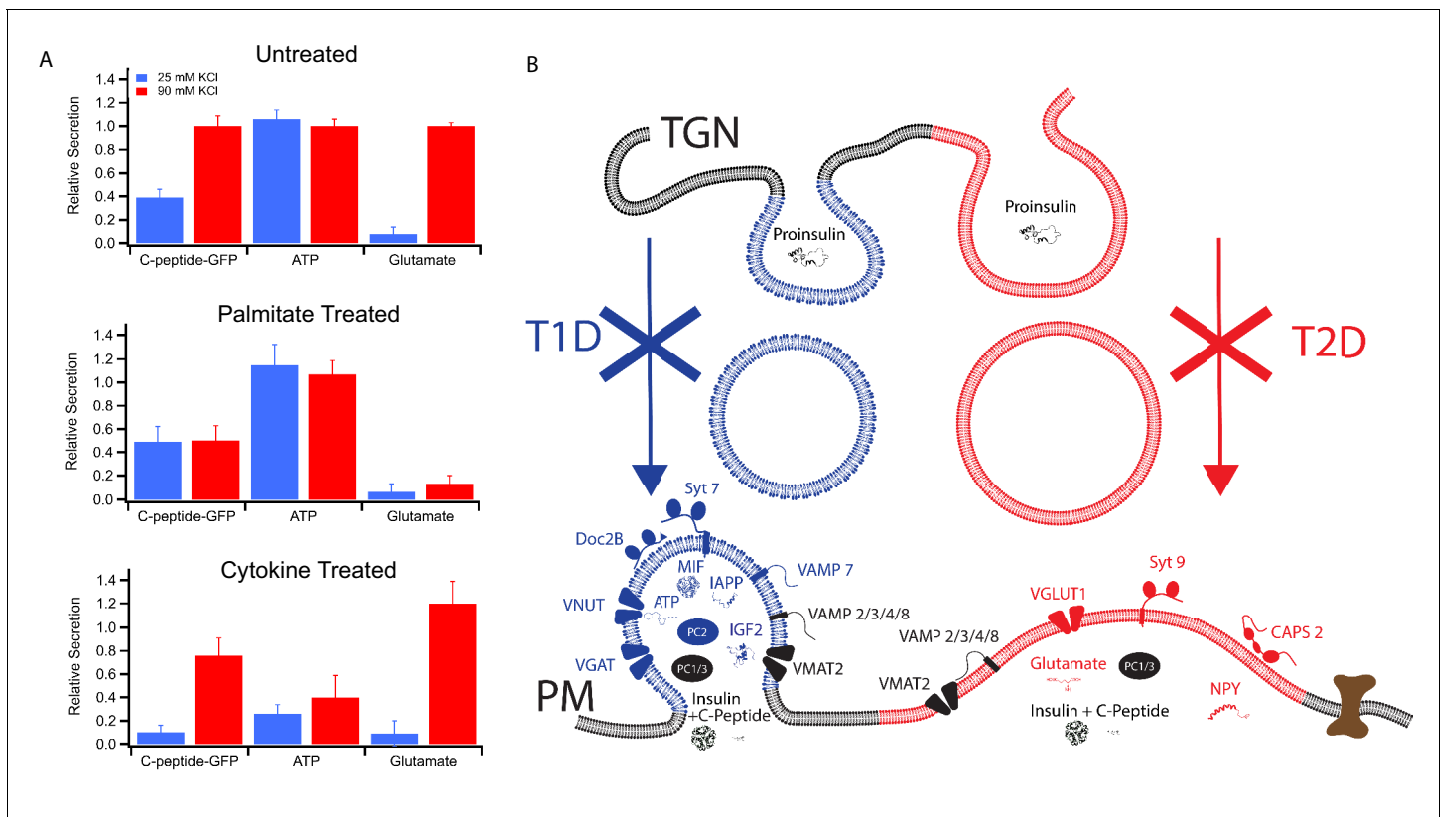 A
Untreated
25 mM KCl
90 mM KCl
Relative Secretion
1.4
1.2
1.0
0.8
0.6
0.4
0.2
0.0
C-peptide-GFP ATP Glutamate
Palmitate Treated
Relative Secretion
1.4
1.2
1.0
0.8
0.6
0.4
0.2
0.0
C-peptide-GFP ATP Glutamate
Cytokine Treated
Relative Secretion
1.4
1.2
1.0
0.8
0.6
0.4
0.2
0.0
C-peptide-GFP ATP Glutamate
B
TGN
Proinsulin
Proinsulin
T1D
T2D
Syt 7
Doc2B
MIF
IAPP
VAMP 7
VNUT
ATP
PC2
IGF2
VAMP 2/3/4/8
VGAT
PC1/3
VMAT2
PM
Insulin
+C-Peptide
Syt 9
VGLUT1
VAMP 2/3/4/8
CAPS 2
Glutamate
PC1/3
VMAT2
NPY
Insulin + C-Peptide